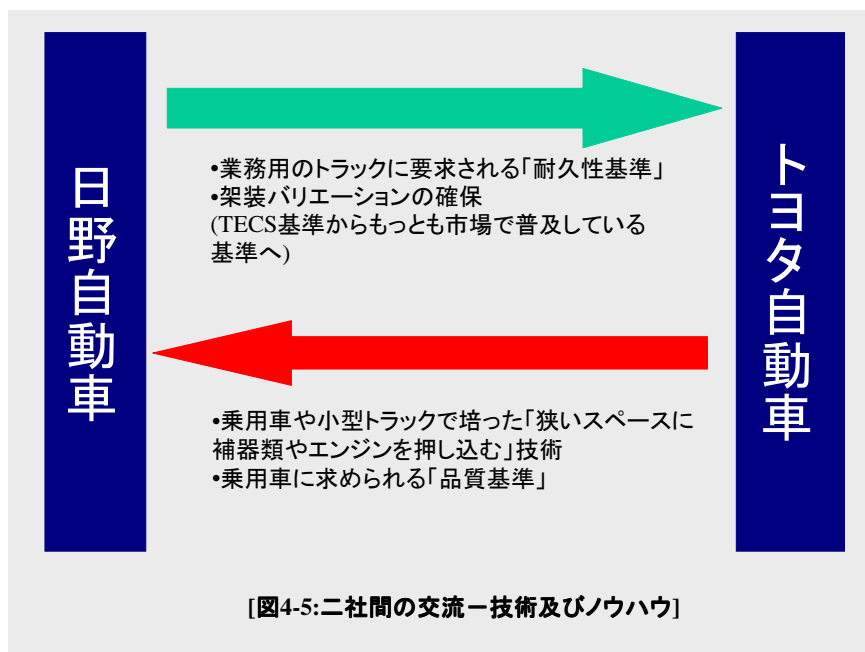 日野自動車
•業務用のトラックに要求される「耐久性基準」
•架装バリエーションの確保
(TECS基準からもっとも市場で普及している
基準へ)
•乗用車や小型トラックで培った「狭いスペースに
補器類やエンジンを押し込む」技術
•乗用車に求められる「品質基準」
トヨタ自動車
[図4-5:二社間の交流－技術及びノウハウ]